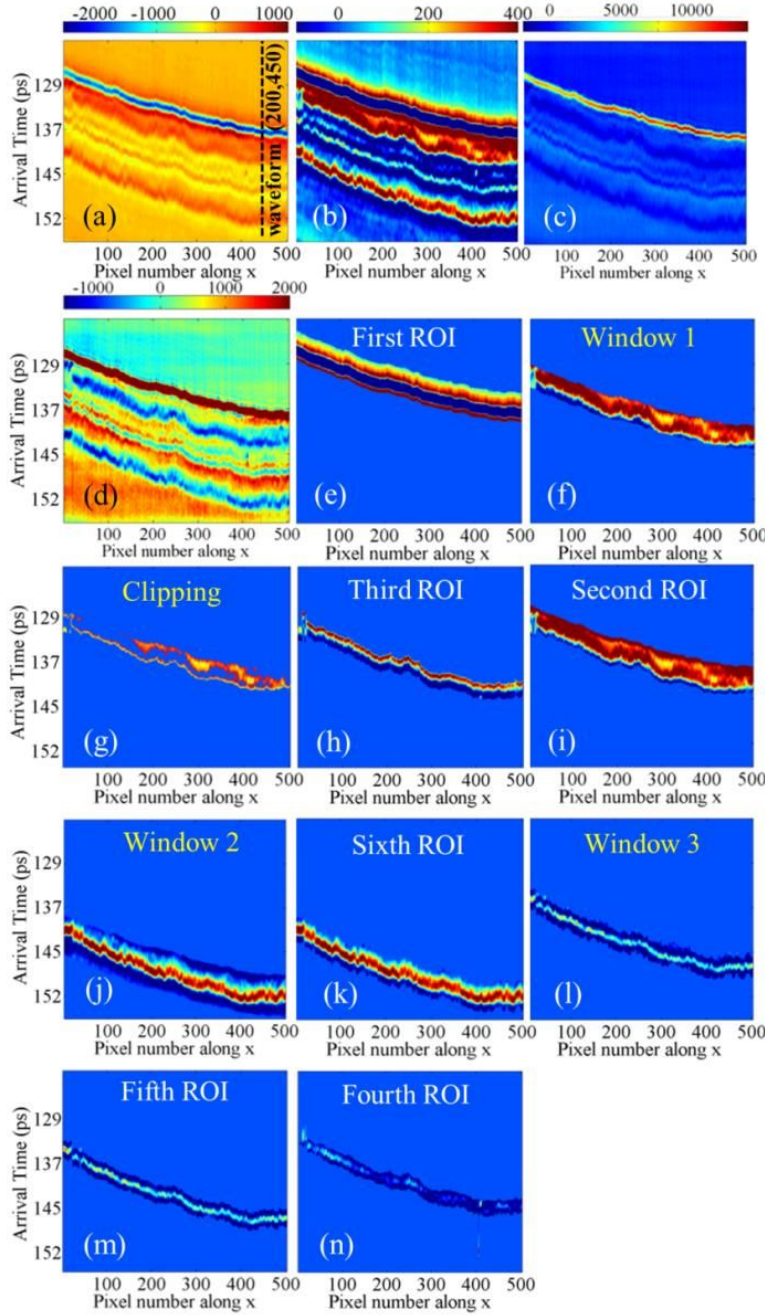 -2000 -1000 0 1000
0 200 400
0 5000 10000
Arrival Time (ps)
129
137
145
152
waveform (200,450)
(a)
(b)
(c)
100 200 300 400 500
100 200 300 400 500
100 200 300 400 500
Pixel number along x
Pixel number along x
Pixel number along x
-1000 0 1000 2000
Arrival Time (ps)
129
137
145
152
First ROI
Window 1
(d)
(e)
(f)
100 200 300 400 500
100 200 300 400 500
100 200 300 400 500
Pixel number along x
Pixel number along x
Pixel number along x
Arrival Time (ps)
129
137
145
152
Clipping
Third ROI
Second ROI
(g)
(h)
(i)
100 200 300 400 500
100 200 300 400 500
100 200 300 400 500
Pixel number along x
Pixel number along x
Pixel number along x
Arrival Time (ps)
129
137
145
152
Window 2
Sixth ROI
Window 3
(j)
(k)
(l)
100 200 300 400 500
100 200 300 400 500
100 200 300 400 500
Pixel number along x
Pixel number along x
Pixel number along x
Arrival Time (ps)
129
137
145
152
Fifth ROI
Fourth ROI
(m)
(n)
100 200 300 400 500
100 200 300 400 500
Pixel number along x
Pixel number along x